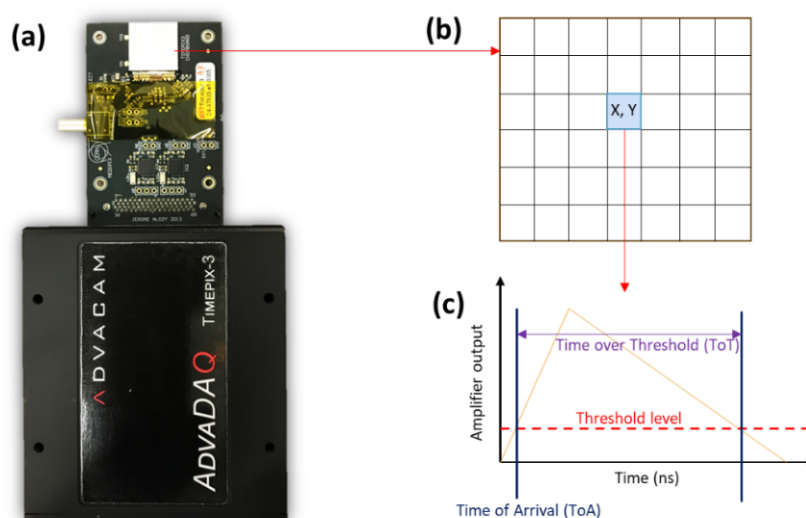 (a)
JEROME ALOZY 2013
ADVACAM
ADVADAQ TIMEPIX-3
(b)
X, Y
(c)
Amplifier output
Time over Threshold (ToT)
Threshold level
Time (ns)
Time of Arrival (ToA)